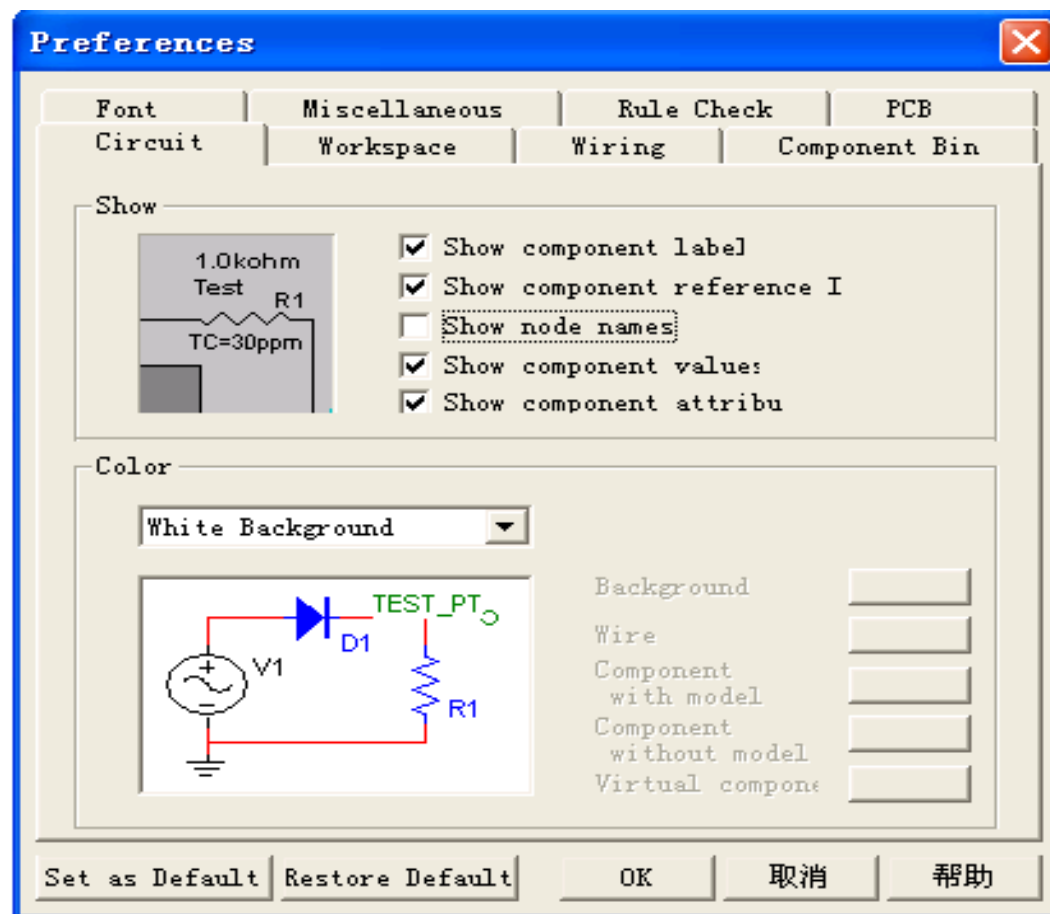 Preferences
Font Miscellaneous Rule Check PCB
Circuit Workspace Wiring Component Bin
Show
1.0kohm
Test
R1
TC=30ppm
Show component label
Show component reference I
Show node names
Show component values
Show component attribu
Color
White Background
TEST_PT
D1
V1
R1
Background
Wire
Component
with model
Component
without model
Virtual compone
Set as Default Restore Default OK 取消 帮助